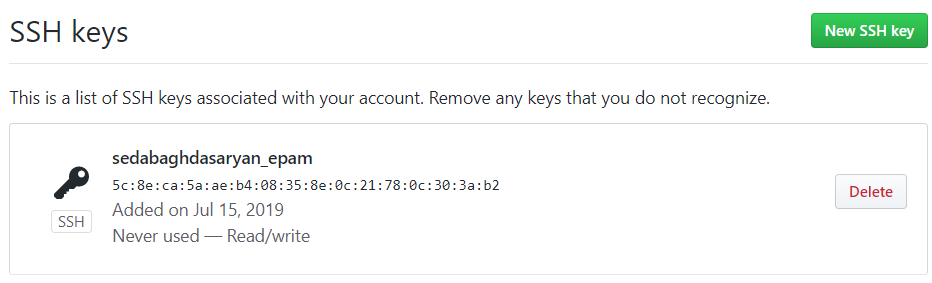 SSH keys
New SSH key
This is a list of SSH keys associated with your account. Remove any keys that you do not recognize.
sedabaghdasaryan_epam
5c:8e:ca:5a:ae:b4:08:35:8e:0c:21:78:0c:30:3a:b2
Added on Jul 15, 2019
Never used — Read/write
SSH
Delete